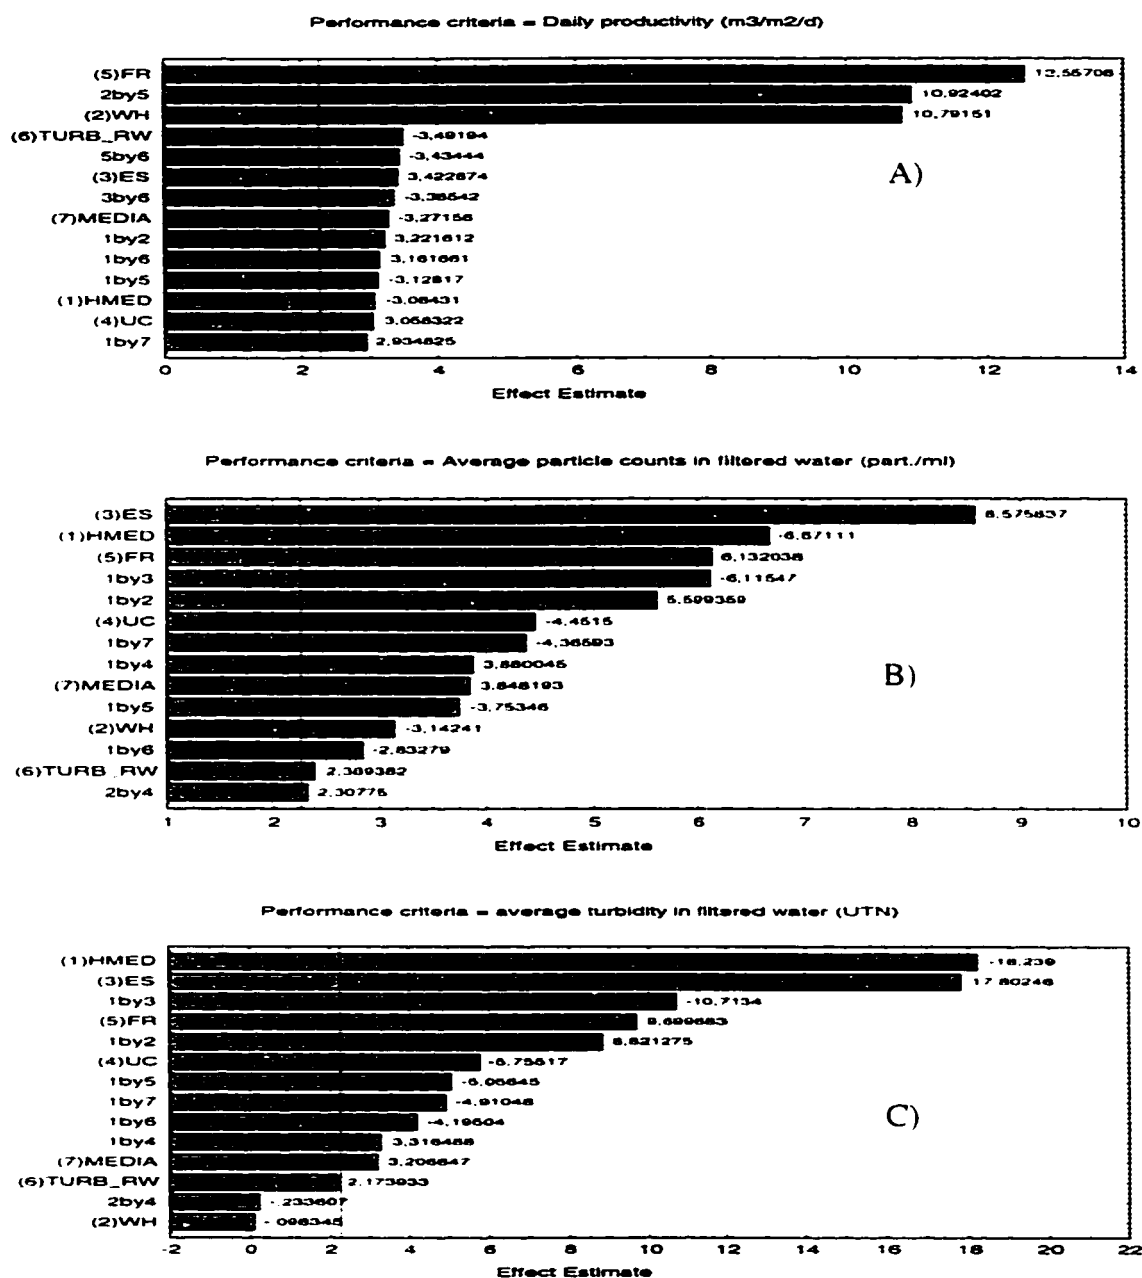 Performance criteria = Daily productivity (m3/m2/d)
(5)FR 12,55708
2by5 10,92402
(2)WH 10,79151
(6)TURB_RW -3,49194
5by6 -3,43444
(3)ES 3,422874
3by6 -3,36542
(7)MEDIA -3,27156
1by2 3,221612
1by6 3,161661
1by5 -3,12817
(1)HMED -3,06431
(4)UC 3,058322
1by7 2,934825
A)
0 2 4 6 8 10 12 14
Effect Estimate
Performance criteria = Average particle counts in filtered water (part./ml)
(3)ES 8,575837
(1)HMED -6,67111
(5)FR 6,132038
1by3 -6,11547
1by2 5,599359
(4)UC -4,4515
1by7 -4,36593
1by4 3,880045
(7)MEDIA 3,848193
1by5 -3,75346
(2)WH -3,14241
1by6 -2,83279
(6)TURB_RW 2,389382
2by4 2,30775
B)
1 2 3 4 5 6 7 8 9 10
Effect Estimate
Performance criteria = average turbidity in filtered water (UTN)
(1)HMED -18,239
(3)ES 17,80246
1by3 -10,7134
(5)FR 9,699683
1by2 8,821275
(4)UC
1by5
1by7 -4,91048
1by6 -4,19504
1by4 3,316488
(7)MEDIA 3,206847
(6)TURB_RW 2,173933
2by4 -,233607
(2)WH -,098345
C)
-2 0 2 4 6 8 10 12 14 16 18 20 22
Effect Estimate